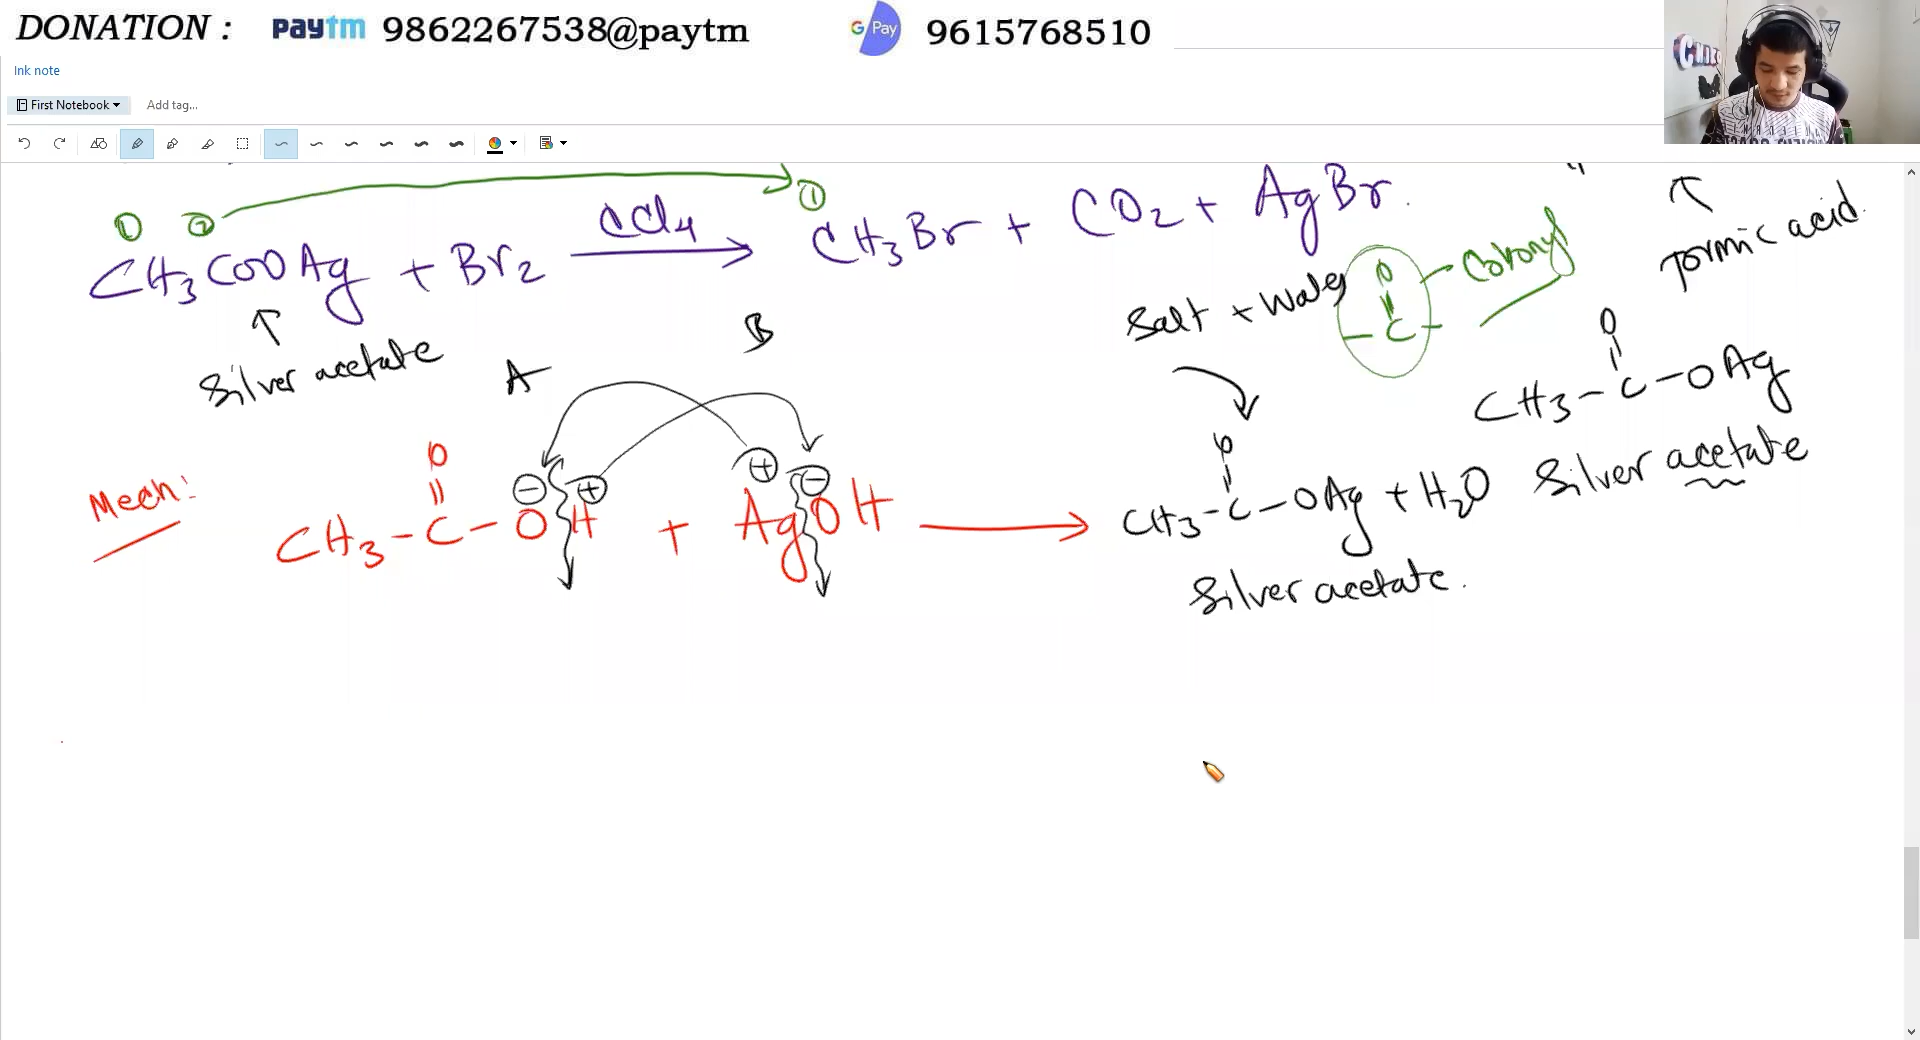 DONATION : paytm 9862267538@paytm G Pay 9615768510
Ink note
First Notebook Add tag...
① ② ①
CH3COOAg + Br2 CCl4 CH3Br + CO2 + AgBr.
formic acid.
Silver acetate
Salt + Water
O
||
– C –
A B
O
||
CH3 – C – OAg
Silver acetate
Mech:
O
||
CH3 – C – O H + AgOH
⊖ ⊕ ⊕ ⊖
O
||
CH3 – C – OAg + H2O
Silver acetate.